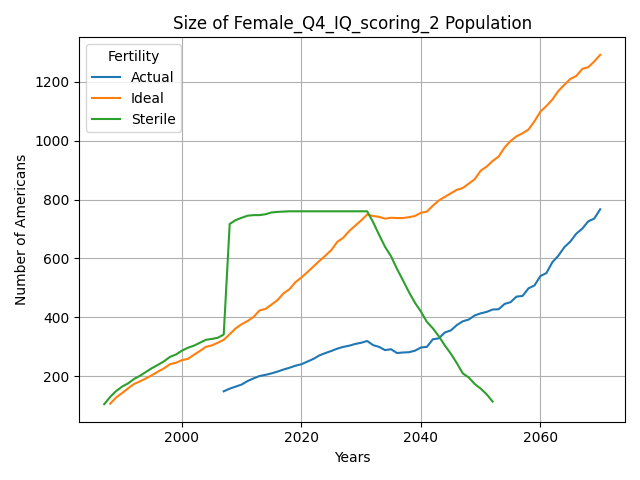 Size of Female_Q4_IQ_scoring_2 Population
Number of Americans
1200
1000
800
600
400
200
Fertility
Actual
Ideal
Sterile
2000
2020
2040
2060
Years